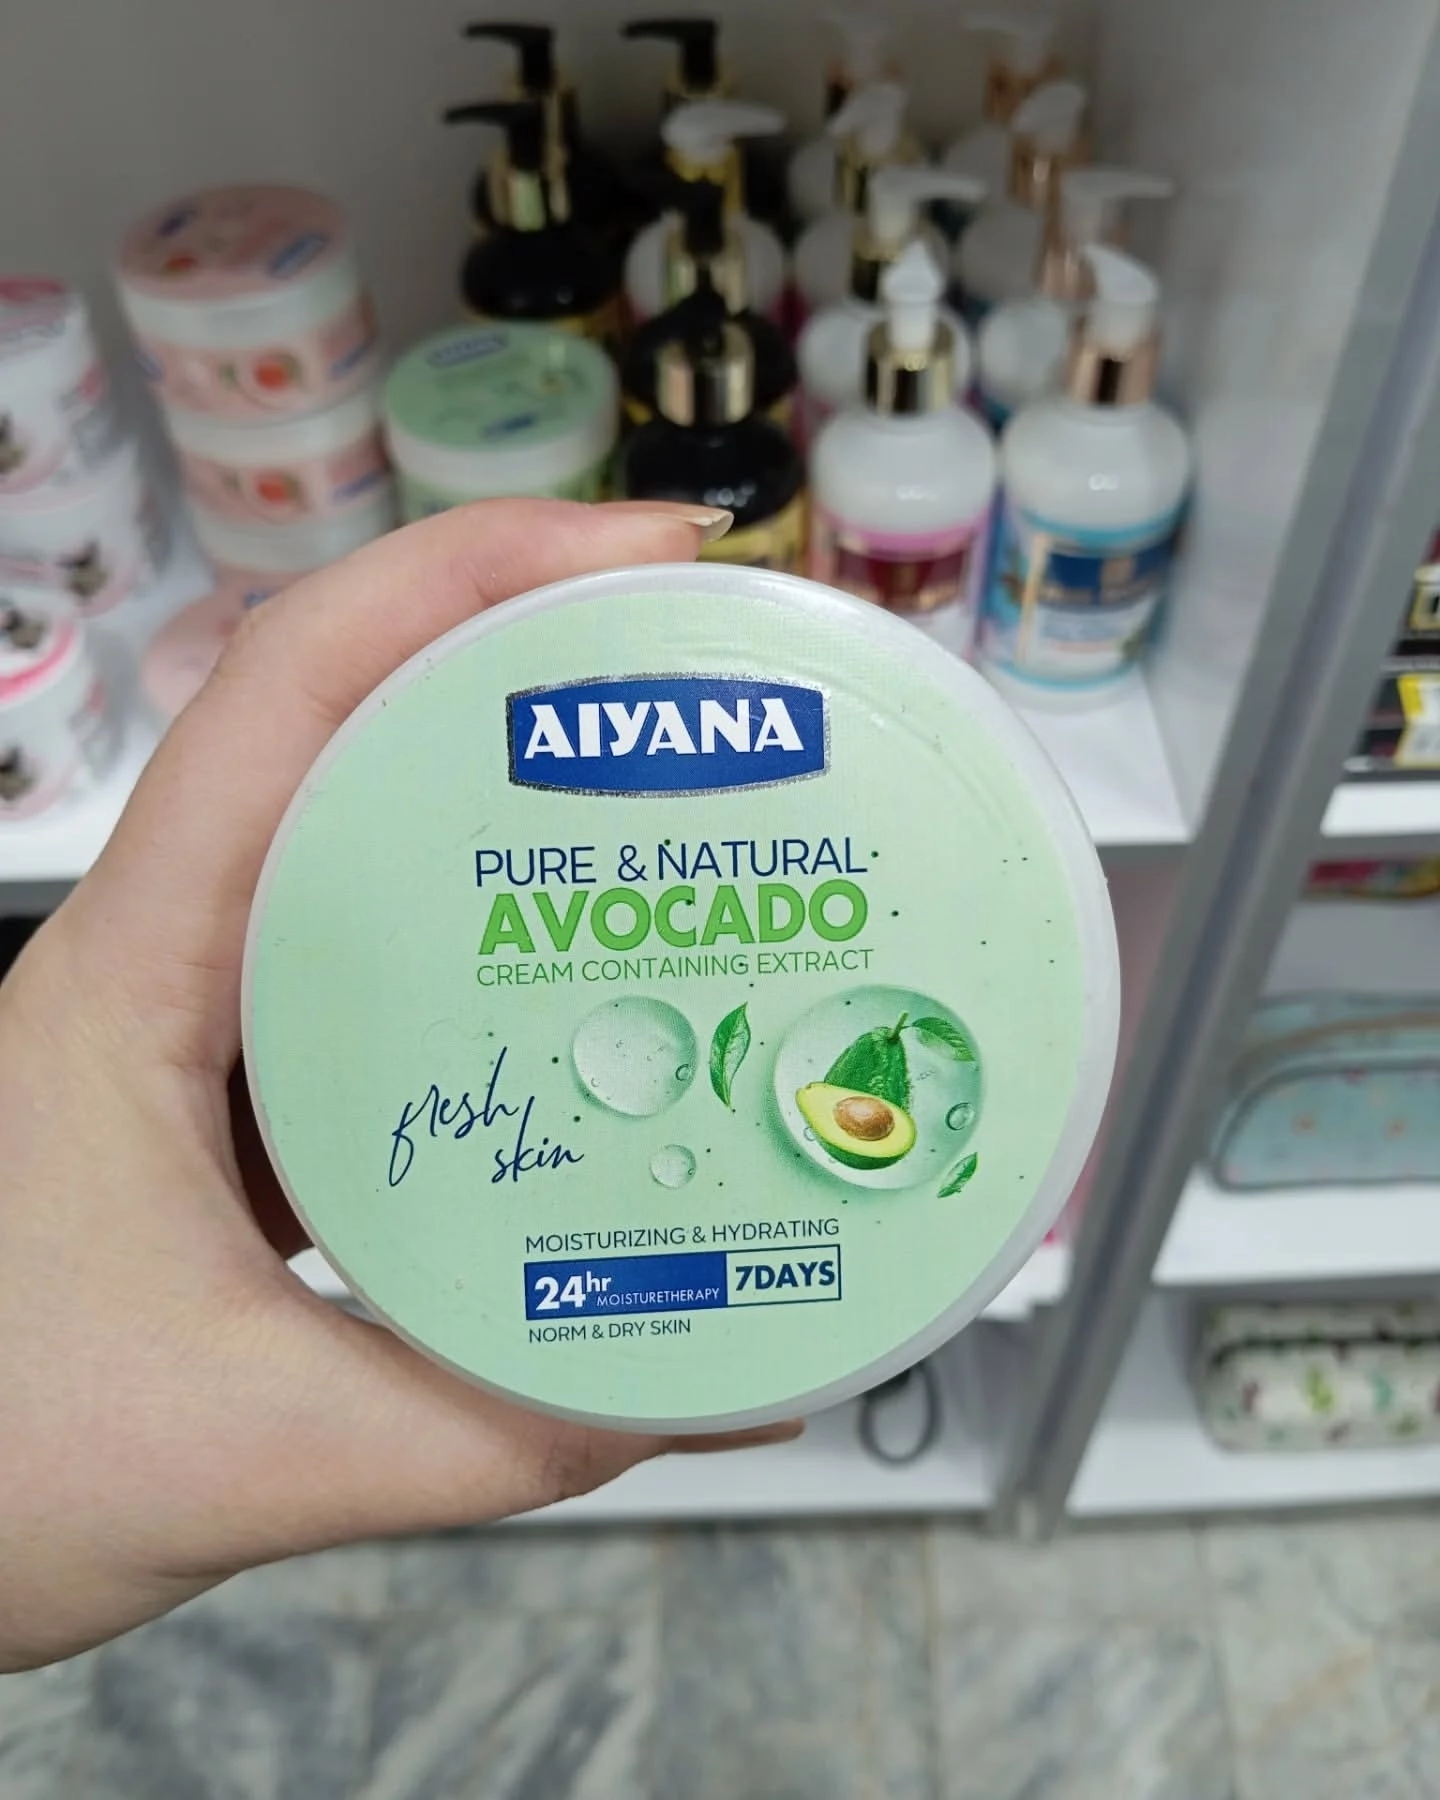 AIYANA
PURE & NATURAL
AVOCADO
CREAM CONTAINING EXTRACT
fresh
skin
MOISTURIZING & HYDRATING
24hr MOISTURETHERAPY 7DAYS
NORM & DRY SKIN